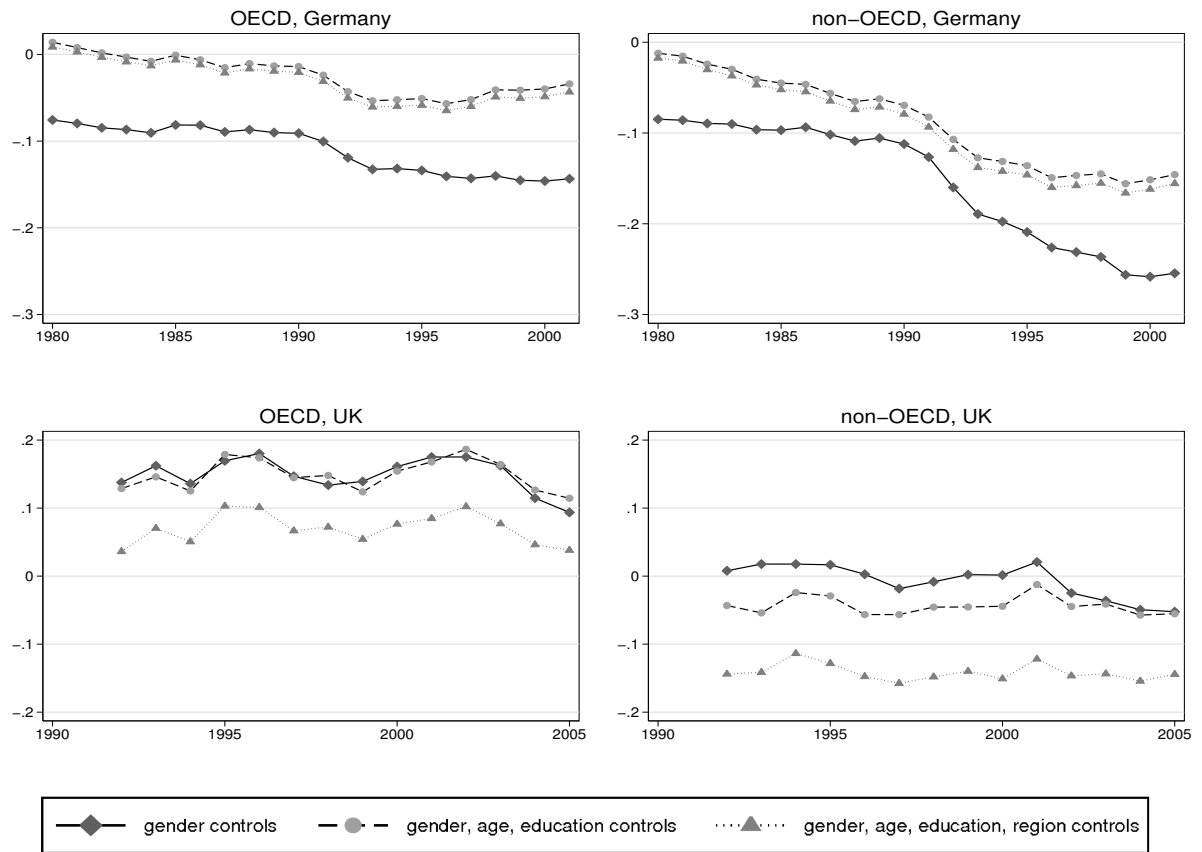 OECD, Germany
0
−.1
−.2
−.3
1980 1985 1990 1995 2000
non−OECD, Germany
0
−.1
−.2
−.3
1980 1985 1990 1995 2000
OECD, UK
.2
.1
0
−.1
−.2
1990 1995 2000 2005
non−OECD, UK
.2
.1
0
−.1
−.2
1990 1995 2000 2005
gender controls gender, age, education controls gender, age, education, region controls